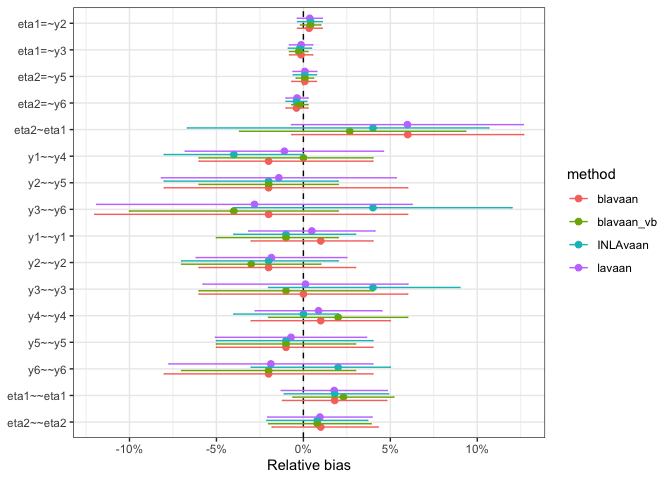 eta1=~y2
eta1=~y3
eta2=~y5
eta2=~y6
eta2~eta1
y1~~y4
y2~~y5
y3~~y6
y1~~y1
y2~~y2
y3~~y3
y4~~y4
y5~~y5
y6~~y6
eta1~~eta1
eta2~~eta2
-10%
-5%
0%
5%
10%
Relative bias
method
blavaan
blavaan_vb
INLAvaan
lavaan